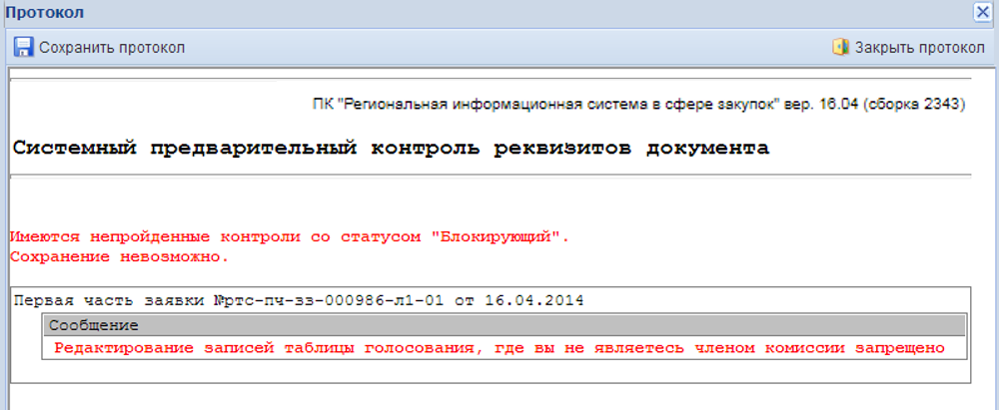 Протокол
Сохранить протокол
Закрыть протокол
ПК "Региональная информационная система в сфере закупок" вер. 16.04 (сборка 2343)
Системный предварительный контроль реквизитов документа
Имеются непройденные контроли со статусом "Блокирующий".
Сохранение невозможно.
Первая часть заявки №ртс-пч-зз-000986-л1-01 от 16.04.2014
Сообщение
Редактирование записей таблицы голосования, где вы не являетесь членом комиссии запрещено